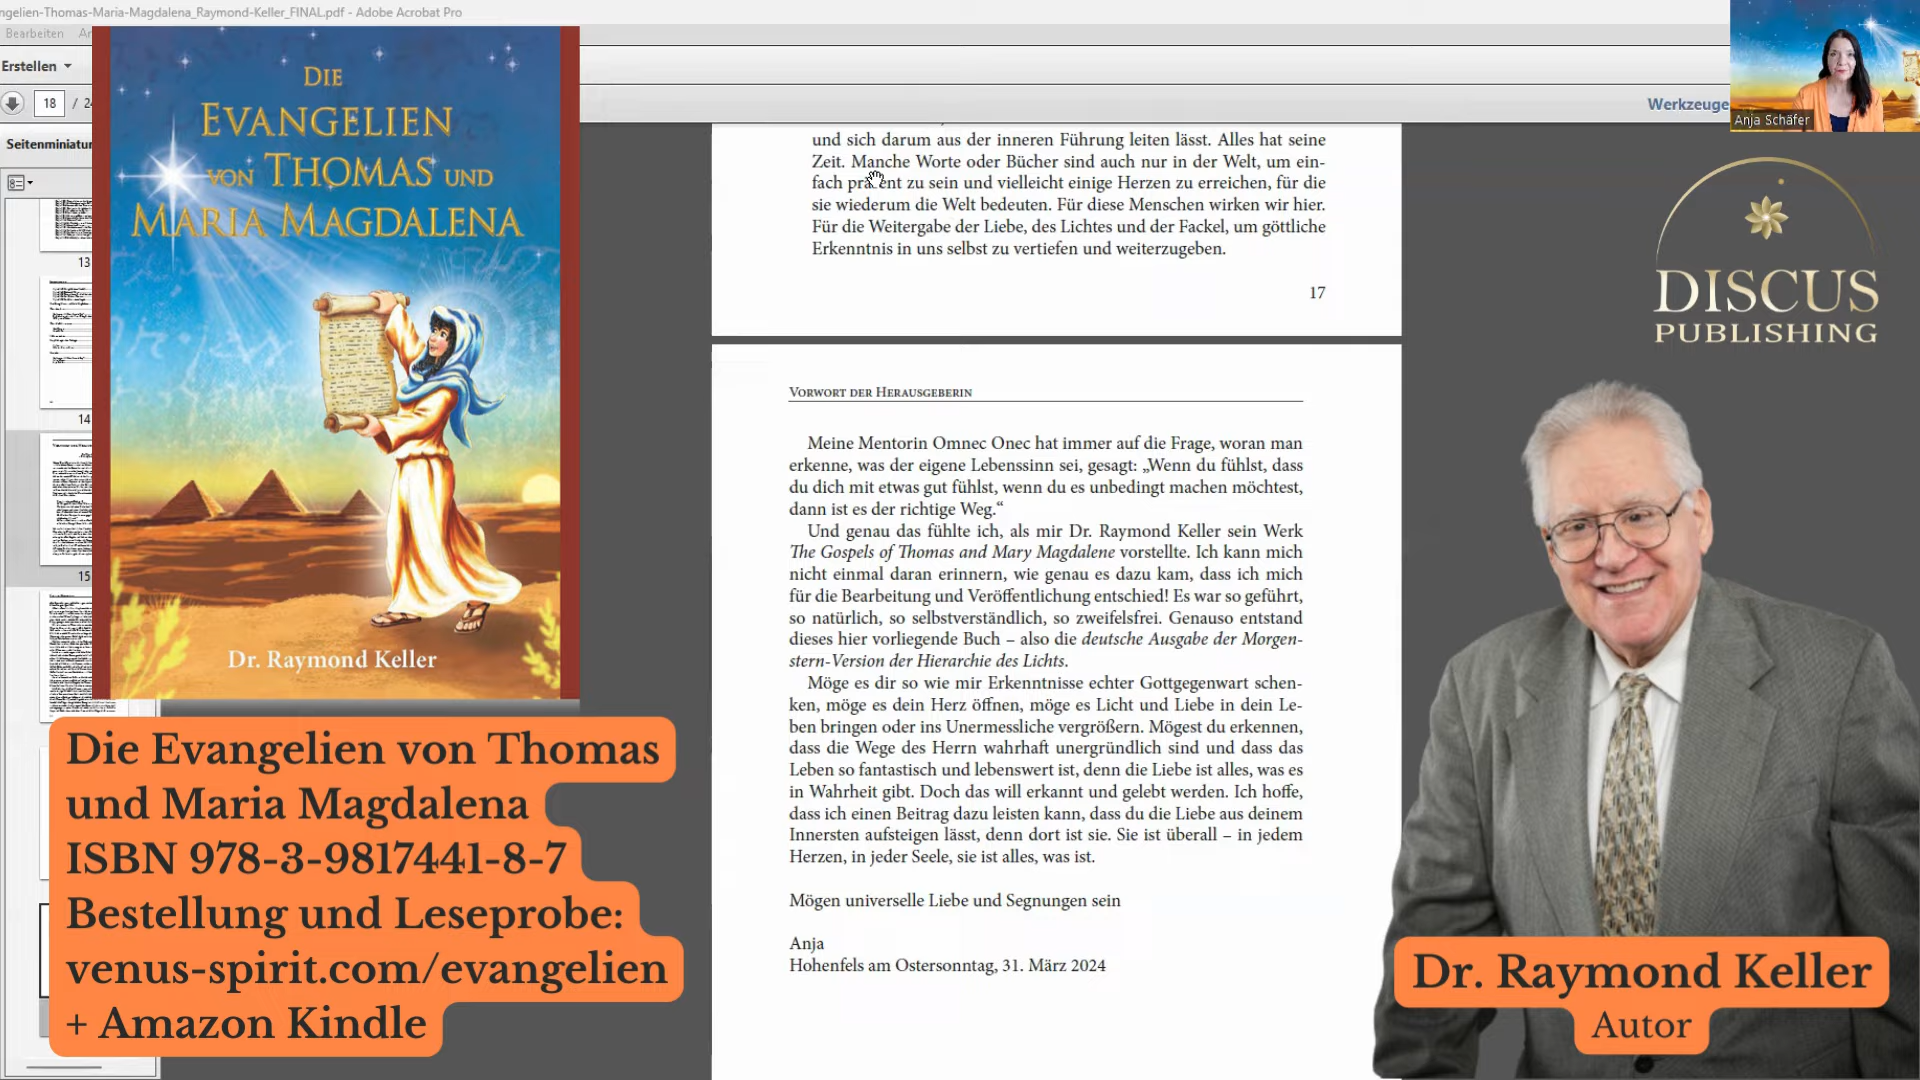 ngelien-Thomas-Maria-Magdalena_Raymond-Keller_FINAL.pdf - Adobe Acrobat Pro
Bearbeiten
Erstellen
18 /
Werkzeuge
Anja Schäfer
13
14
15
DIE
EVANGELIEN
VON THOMAS UND
MARIA MAGDALENA
Dr. Raymond Keller
und sich darum aus der inneren Führung leiten lässt. Alles hat seine
Zeit. Manche Worte oder Bücher sind auch nur in der Welt, um ein-
fach präsent zu sein und vielleicht einige Herzen zu erreichen, für die
sie wiederum die Welt bedeuten. Für diese Menschen wirken wir hier.
Für die Weitergabe der Liebe, des Lichtes und der Fackel, um göttliche
Erkenntnis in uns selbst zu vertiefen und weiterzugeben.
17
VORWORT DER HERAUSGEBERIN
Meine Mentorin Omnec Onec hat immer auf die Frage, woran man
erkenne, was der eigene Lebenssinn sei, gesagt: „Wenn du fühlst, dass
du dich mit etwas gut fühlst, wenn du es unbedingt machen möchtest,
dann ist es der richtige Weg.“
Und genau das fühlte ich, als mir Dr. Raymond Keller sein Werk
The Gospels of Thomas and Mary Magdalene vorstellte. Ich kann mich
nicht einmal daran erinnern, wie genau es dazu kam, dass ich mich
für die Bearbeitung und Veröffentlichung entschied! Es war so geführt,
so natürlich, so selbstverständlich, so zweifelsfrei. Genauso entstand
dieses hier vorliegende Buch – also die deutsche Ausgabe der Morgen-
stern-Version der Hierarchie des Lichts.
Möge es dir so wie mir Erkenntnisse echter Gottgegenwart schen-
ken, möge es dein Herz öffnen, möge es Licht und Liebe in dein Le-
ben bringen oder ins Unermessliche vergrößern. Mögest du erkennen,
dass die Wege des Herrn wahrhaft unergründlich sind und dass das
Leben so fantastisch und lebenswert ist, denn die Liebe ist alles, was es
in Wahrheit gibt. Doch das will erkannt und gelebt werden. Ich hoffe,
dass ich einen Beitrag dazu leisten kann, dass du die Liebe aus deinem
Innersten aufsteigen lässt, denn dort ist sie. Sie ist überall – in jedem
Herzen, in jeder Seele, sie ist alles, was ist.
Mögen universelle Liebe und Segnungen sein
Anja
Hohenfels am Ostersonntag, 31. März 2024
DISCUS
PUBLISHING
Die Evangelien von Thomas
und Maria Magdalena
ISBN 978-3-9817441-8-7
Bestellung und Leseprobe:
venus-spirit.com/evangelien
+ Amazon Kindle
Dr. Raymond Keller
Autor